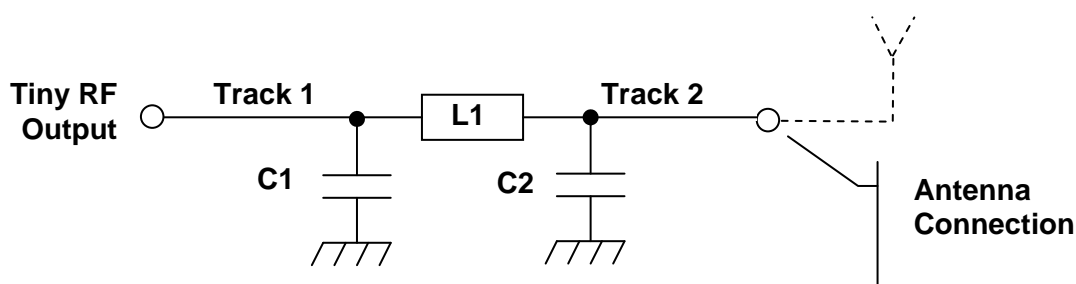 Tiny RF
Output
Track 1
L1
Track 2
C1
C2
Antenna
Connection